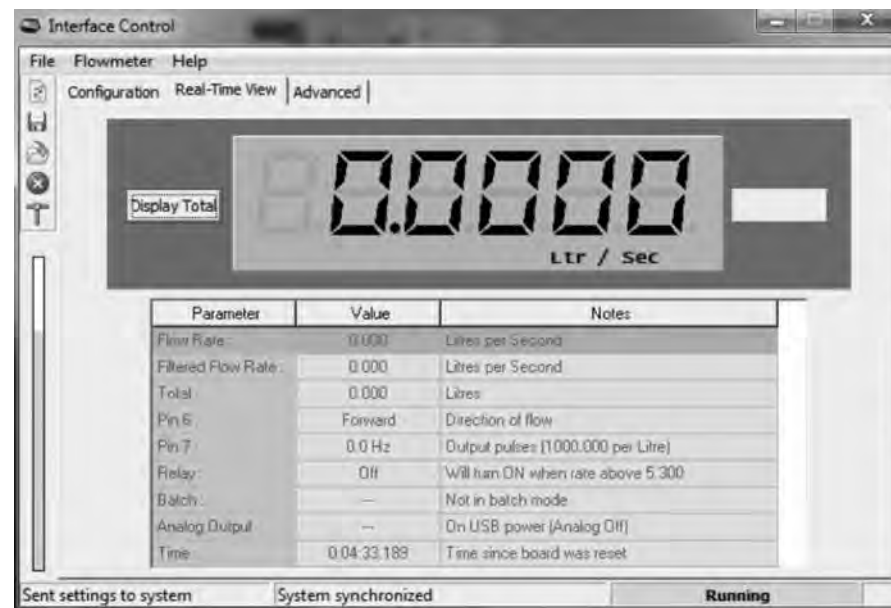 Interface Control
File Flowmeter Help
Configuration Real-Time View Advanced
Display Total
0.0000
Ltr / Sec
Parameter Value Notes
Flow Rate : 0.000 Litres per Second
Filtered Flow Rate : 0.000 Litres per Second
Total 0.000 Litres
Pin 6 Forward Direction of flow
Pin 7 0.0 Hz Output pulses (1000.000 per Litre)
Relay : Off Will turn ON when rate above 5.300
Batch : --- Not in batch mode
Analog Output --- On USB power (Analog Off)
Time 0:04:33.189 Time since board was reset
Sent settings to system System synchronized Running